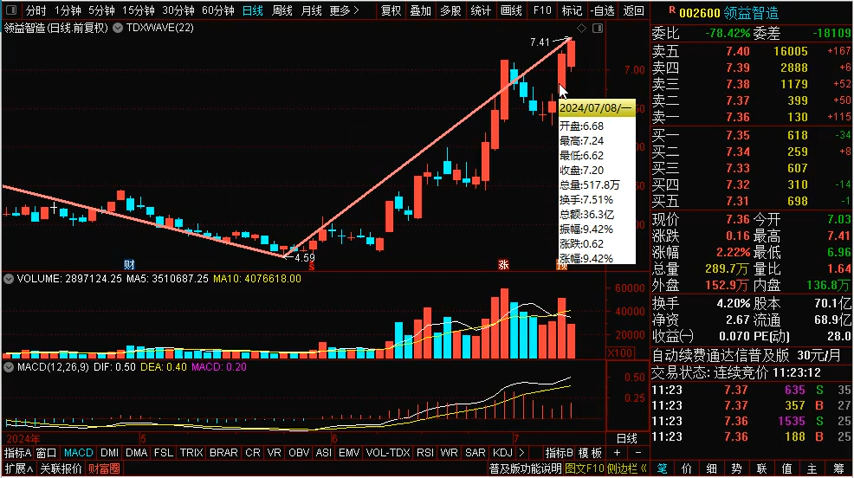 分时 1分钟 5分钟 15分钟 30分钟 60分钟 日线 周线 月线 更多> 复权 叠加 多股 统计 画线 F10 标记 -自选 返回
R 002600 领益智造
领益智造(日线.前复权) TDXWAVE(22)
委比 -78.42% 委差 -18109
卖五 7.40 16005 +167
卖四 7.39 2888 +6
卖三 7.38 1179 +52
卖二 7.37 399 +50
卖一 7.36 130 +115
买一 7.35 618 -34
买二 7.34 259 +8
买三 7.33 607
买四 7.32 310 -14
买五 7.31 698 -1
现价 7.36 今开 7.03
涨跌 0.16 最高 7.41
涨幅 2.22% 最低 6.96
总量 289.7万 量比 1.64
外盘 152.9万 内盘 136.8万
换手 4.20% 股本 70.1亿
净资 2.67 流通 68.9亿
收益(一) 0.070 PE(动) 28.0
自动续费通达信普及版 30元/月
交易状态: 连续竞价 11:23:12
11:23 7.37 635 S 35
11:23 7.37 357 B 27
11:23 7.36 1535 S 25
11:23 7.36 188 B 25
7.41
7.00
2024/07/08/一
开盘:6.68
最高:7.24
最低:6.62
收盘:7.20
总量:517.8万
换手:7.51%
总额:36.3亿
振幅:9.42%
涨跌:0.62
涨幅:9.42%
4.59
财 S 涨
VOLUME: 2897124.25 MA5: 3510687.25 MA10: 4076618.00
60000
40000
20000
X100
MACD(12,26,9) DIF: 0.50 DEA: 0.40 MACD: 0.20
0.50
0.25
2024年 5 6 7 日线
指标A 窗口 MACD DMI DMA FSL TRIX BRAR CR VR OBV ASI EMV VOL-TDX RSI WR SAR KDJ > 指标B 模板 + -
扩展∧ 关联报价 财富圈 普及版功能说明 图文F10 侧边栏《 笔 价 细 势 联 值 主 筹